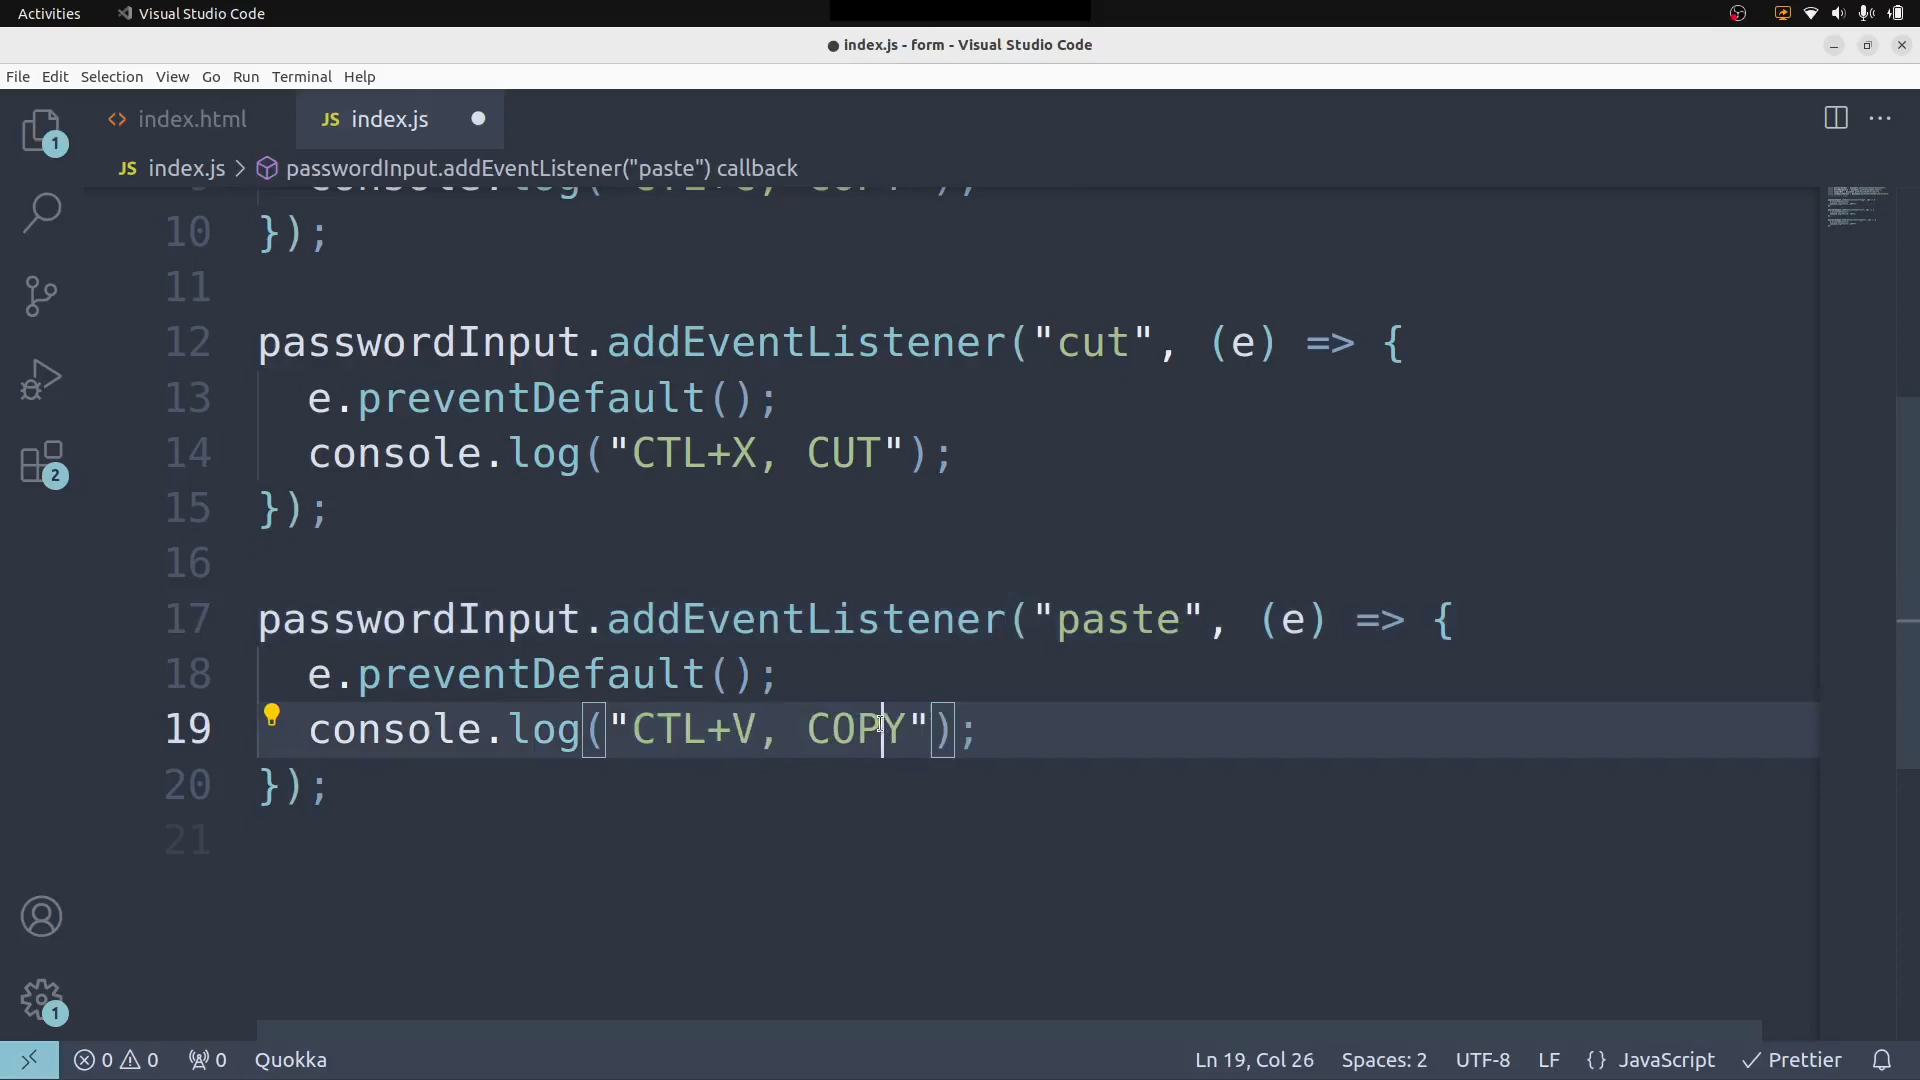 Activities Visual Studio Code
index.js - form - Visual Studio Code
File Edit Selection View Go Run Terminal Help
index.html JS index.js
JS index.js > passwordInput.addEventListener("paste") callback
10 });
11
12 passwordInput.addEventListener("cut", (e) => {
13 e.preventDefault();
14 console.log("CTL+X, CUT");
15 });
16
17 passwordInput.addEventListener("paste", (e) => {
18 e.preventDefault();
19 console.log("CTL+V, COPY");
20 });
21
1
2
1
0 0 0 Quokka Ln 19, Col 26 Spaces: 2 UTF-8 LF {} JavaScript Prettier